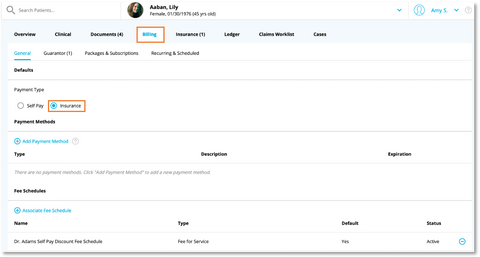 Search Patients...
Aaban, Lily
Female, 01/30/1976 (45 yrs old)
Amy S.
Overview Clinical Documents (4) Billing Insurance (1) Ledger Claims Worklist Cases
General Guarantor (1) Packages & Subscriptions Recurring & Scheduled
Defaults
Payment Type
Self Pay Insurance
Payment Methods
Add Payment Method ?
Type Description Expiration
There are no payment methods. Click "Add Payment Method" to add a new payment method.
Fee Schedules
Associate Fee Schedule
Name Type Default Status
Dr. Adams Self Pay Discount Fee Schedule Fee for Service Yes Active